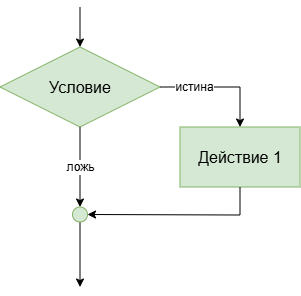 Условие
истина
Действие 1
ложь